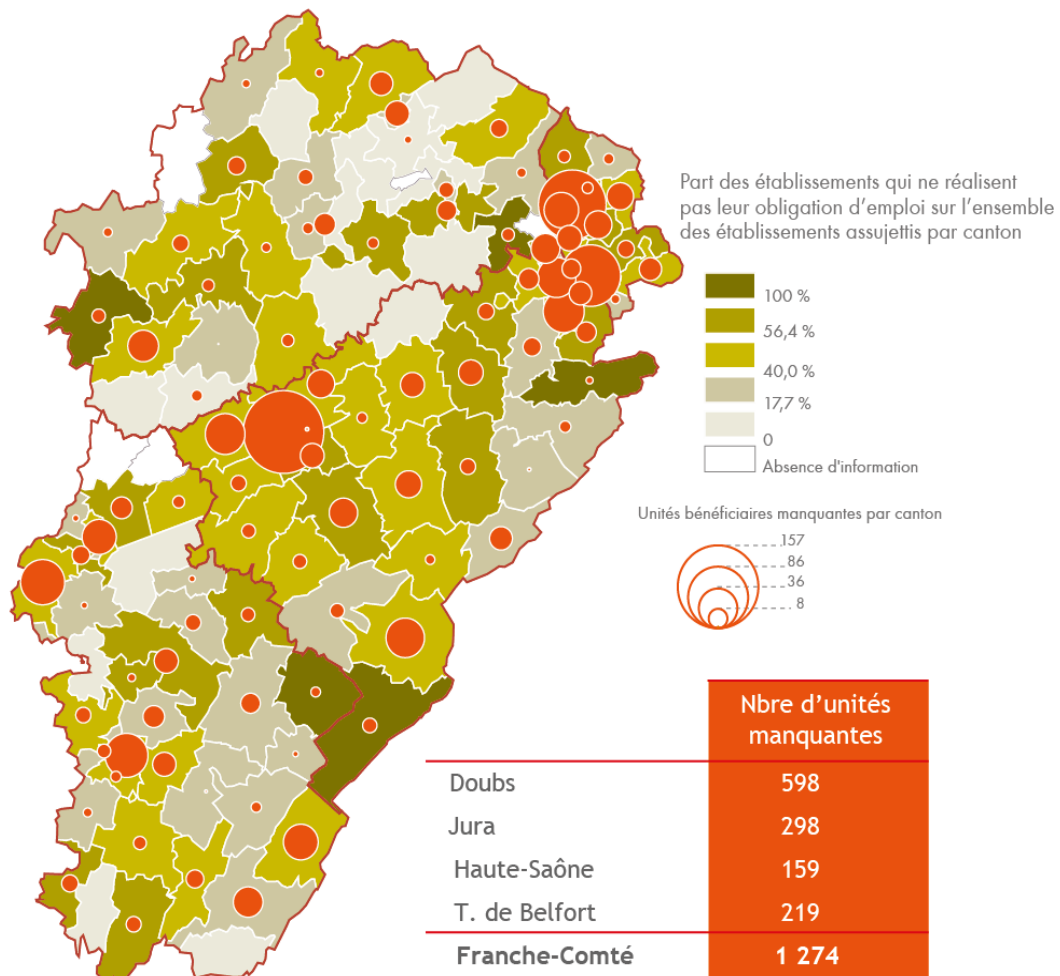 Part des établissements qui ne réalisent
pas leur obligation d'emploi sur l'ensemble
des établissements assujettis par canton
100 %
56,4 %
40,0 %
17,7 %
0
Absence d'information
Unités bénéficiaires manquantes par canton
157
86
36
8
Nbre d'unités
manquantes
Doubs 598
Jura 298
Haute-Saône 159
T. de Belfort 219
Franche-Comté 1 274